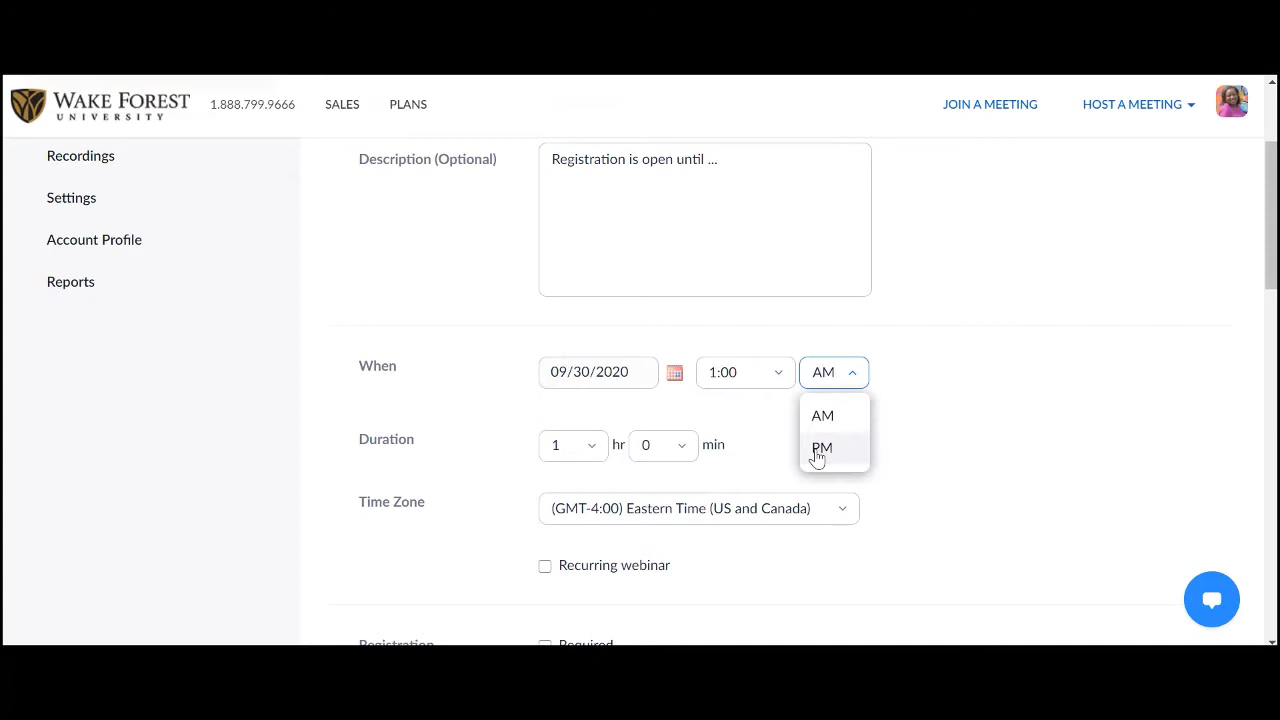 WAKE FOREST
UNIVERSITY
1.888.799.9666
SALES
PLANS
JOIN A MEETING
HOST A MEETING
Recordings
Settings
Account Profile
Reports
Description (Optional)
Registration is open until ...
When
09/30/2020
1:00
AM
AM
PM
Duration
1
hr
0
min
Time Zone
(GMT-4:00) Eastern Time (US and Canada)
Recurring webinar
Registration
Required